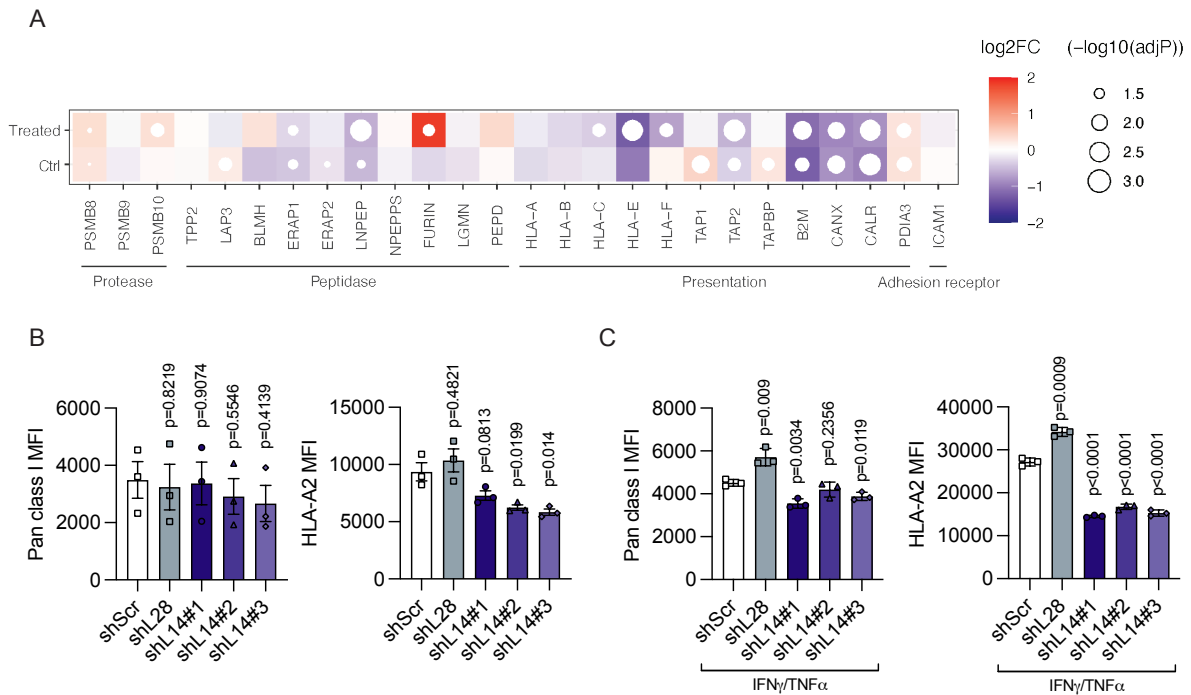 A
log2FC
(−log10(adjP))
2
1
0
−1
−2
1.5
2.0
2.5
3.0
Treated
Ctrl
PSMB8
PSMB9
PSMB10
TPP2
LAP3
BLMH
ERAP1
ERAP2
LNPEP
NPEPPS
FURIN
LGMN
PEPD
HLA−A
HLA−B
HLA−C
HLA−E
HLA−F
TAP1
TAP2
TAPBP
B2M
CANX
CALR
PDIA3
ICAM1
Protease
Peptidase
Presentation
Adhesion receptor
B
Pan class I MFI
6000
4000
2000
0
p=0.8219
p=0.9074
p=0.5546
p=0.4139
shScr
shL28
shL14#1
shL14#2
shL14#3
HLA-A2 MFI
15000
10000
5000
0
p=0.4821
p=0.0813
p=0.0199
p=0.014
shScr
shL28
shL14#1
shL14#2
shL14#3
C
Pan class I MFI
8000
6000
4000
2000
0
p=0.009
p=0.0034
p=0.2356
p=0.0119
shScr
shL28
shL14#1
shL14#2
shL14#3
IFNγ/TNFα
HLA-A2 MFI
40000
30000
20000
10000
0
p=0.0009
p<0.0001
p<0.0001
p<0.0001
shScr
shL28
shL14#1
shL14#2
shL14#3
IFNγ/TNFα